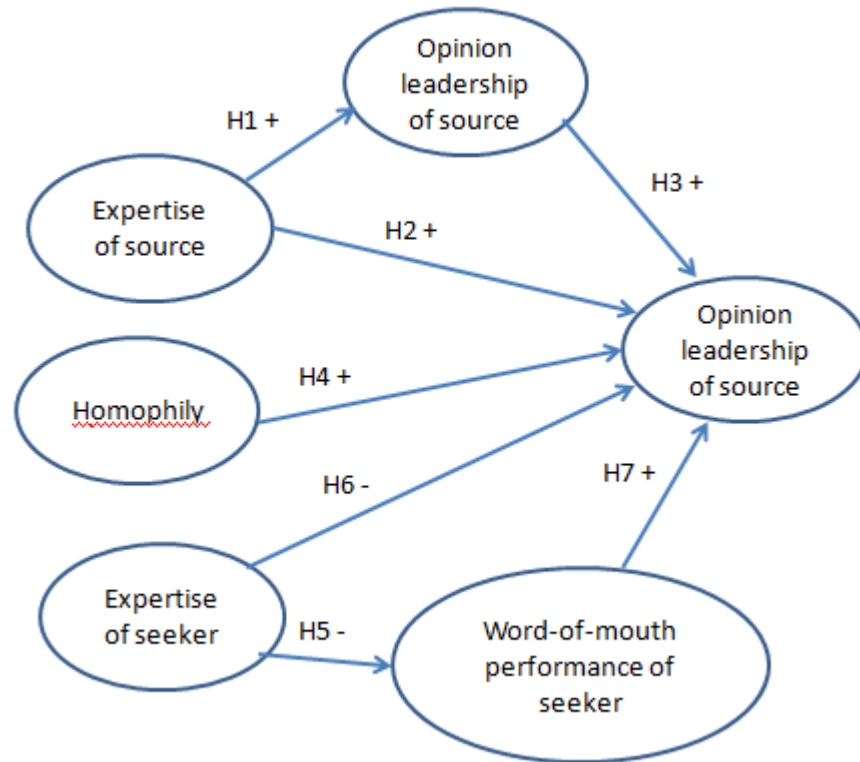 Opinion
leadership
of source
H1 +
H3 +
Expertise
of source
H2 +
Opinion
leadership
of source
H4 +
Homophily
H6 -
H7 +
Expertise
of seeker
H5 -
Word-of-mouth
performance of
seeker